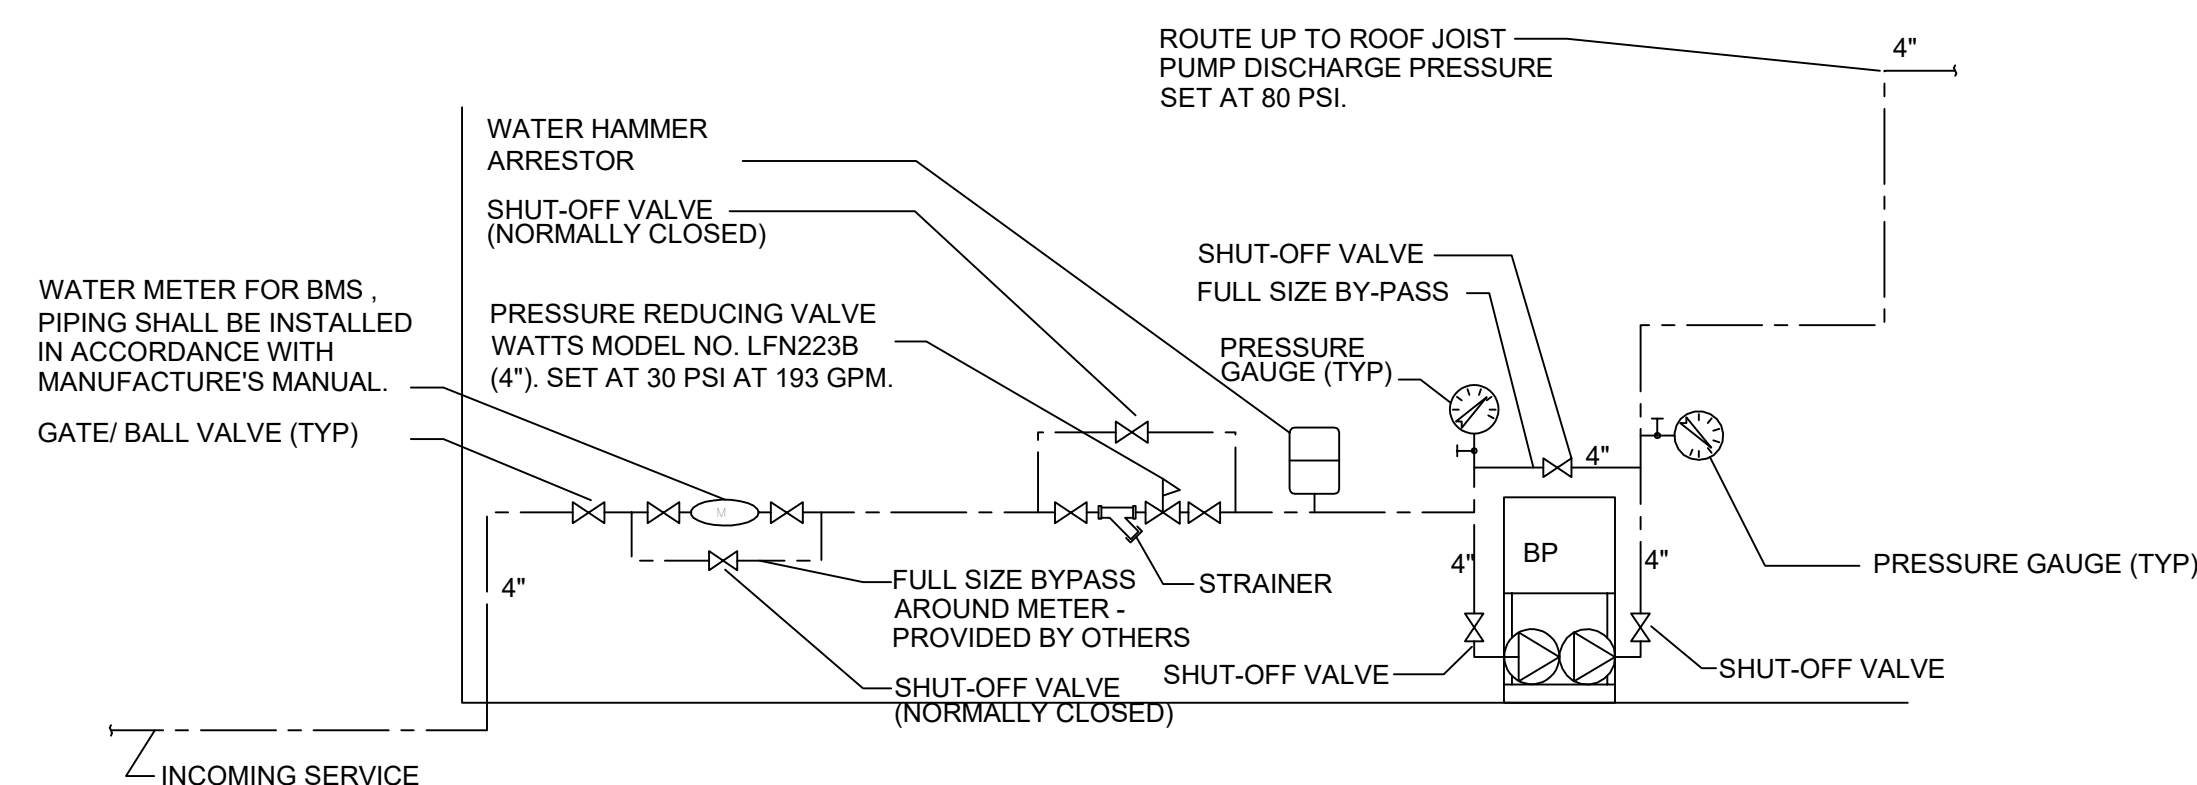 ROUTE UP TO ROOF JOIST
PUMP DISCHARGE PRESSURE
SET AT 80 PSI.
4"
WATER HAMMER
ARRESTOR
SHUT-OFF VALVE
(NORMALLY CLOSED)
SHUT-OFF VALVE
FULL SIZE BY-PASS
WATER METER FOR BMS ,
PIPING SHALL BE INSTALLED
IN ACCORDANCE WITH
MANUFACTURE'S MANUAL.
PRESSURE REDUCING VALVE
WATTS MODEL NO. LFN223B
(4"). SET AT 30 PSI AT 193 GPM.
PRESSURE
GAUGE (TYP)
GATE/ BALL VALVE (TYP)
4"
M
BP
4"
4"
PRESSURE GAUGE (TYP)
4"
FULL SIZE BYPASS
AROUND METER -
PROVIDED BY OTHERS
STRAINER
SHUT-OFF VALVE
SHUT-OFF VALVE
SHUT-OFF VALVE
(NORMALLY CLOSED)
INCOMING SERVICE